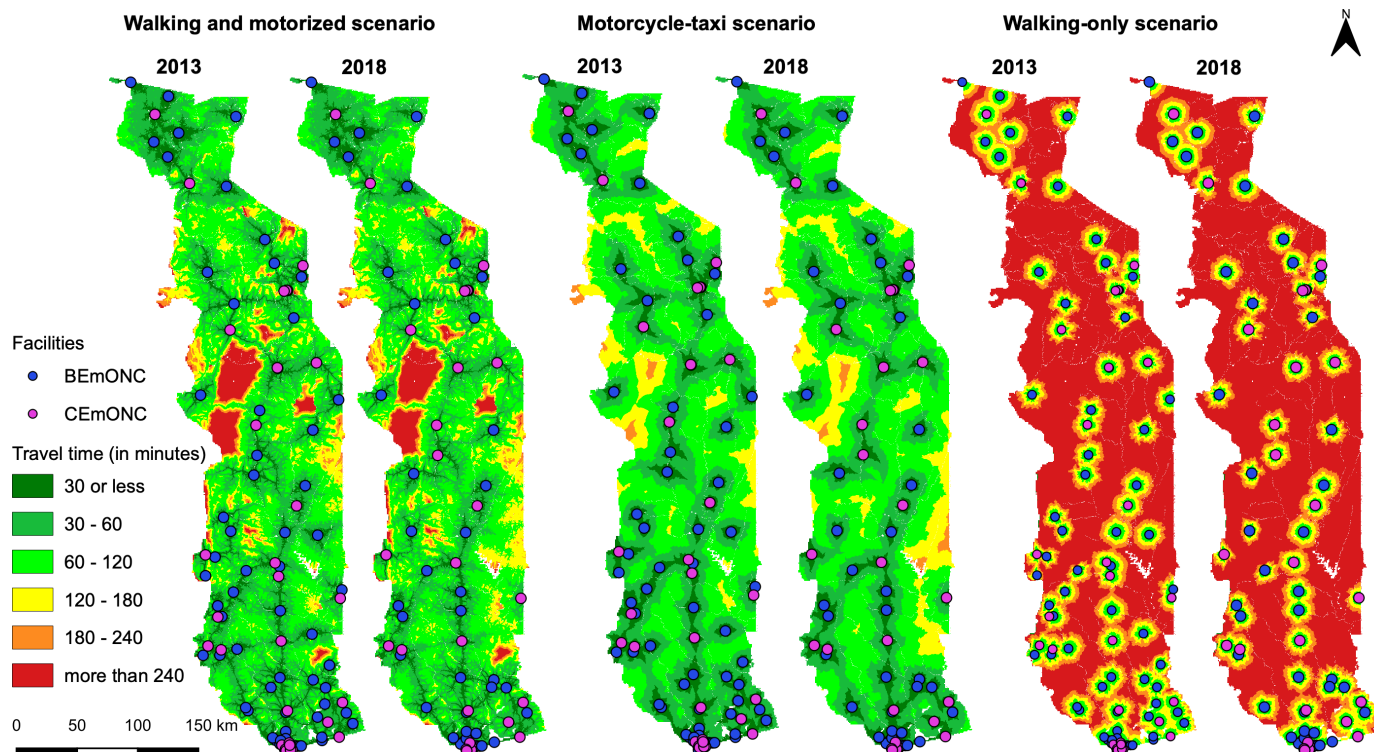 Walking and motorized scenario
Motorcycle-taxi scenario
Walking-only scenario
N
2013
2018
2013
2018
2013
2018
Facilities
BEmONC
CEmONC
Travel time (in minutes)
30 or less
30 - 60
60 - 120
120 - 180
180 - 240
more than 240
0 50 100 150 km